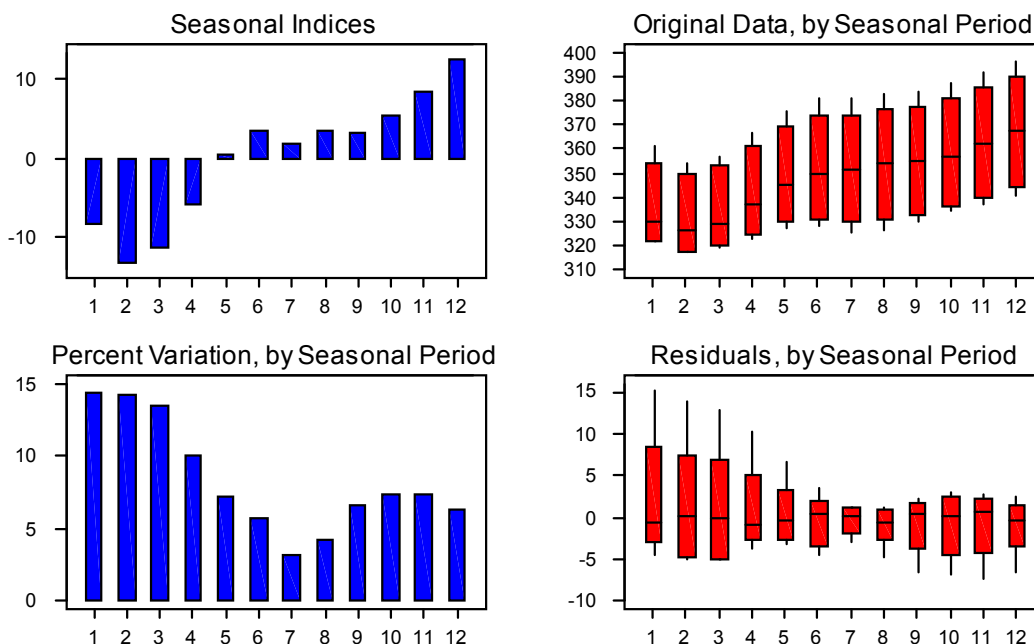 Seasonal Indices
10
0
-10
1 2 3 4 5 6 7 8 9 10 11 12
Original Data, by Seasonal Period
400
390
380
370
360
350
340
330
320
310
1 2 3 4 5 6 7 8 9 10 11 12
Percent Variation, by Seasonal Period
15
10
5
0
1 2 3 4 5 6 7 8 9 10 11 12
Residuals, by Seasonal Period
15
10
5
0
-5
-10
1 2 3 4 5 6 7 8 9 10 11 12